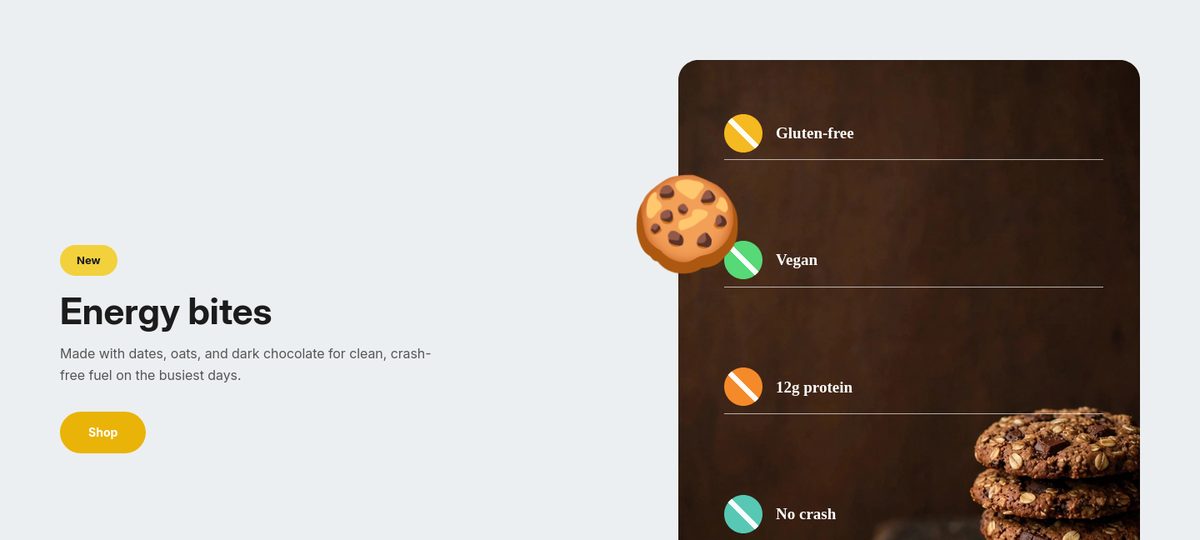 New
Energy bites
Made with dates, oats, and dark chocolate for clean, crash-
free fuel on the busiest days.
Shop
Gluten-free
Vegan
12g protein
No crash